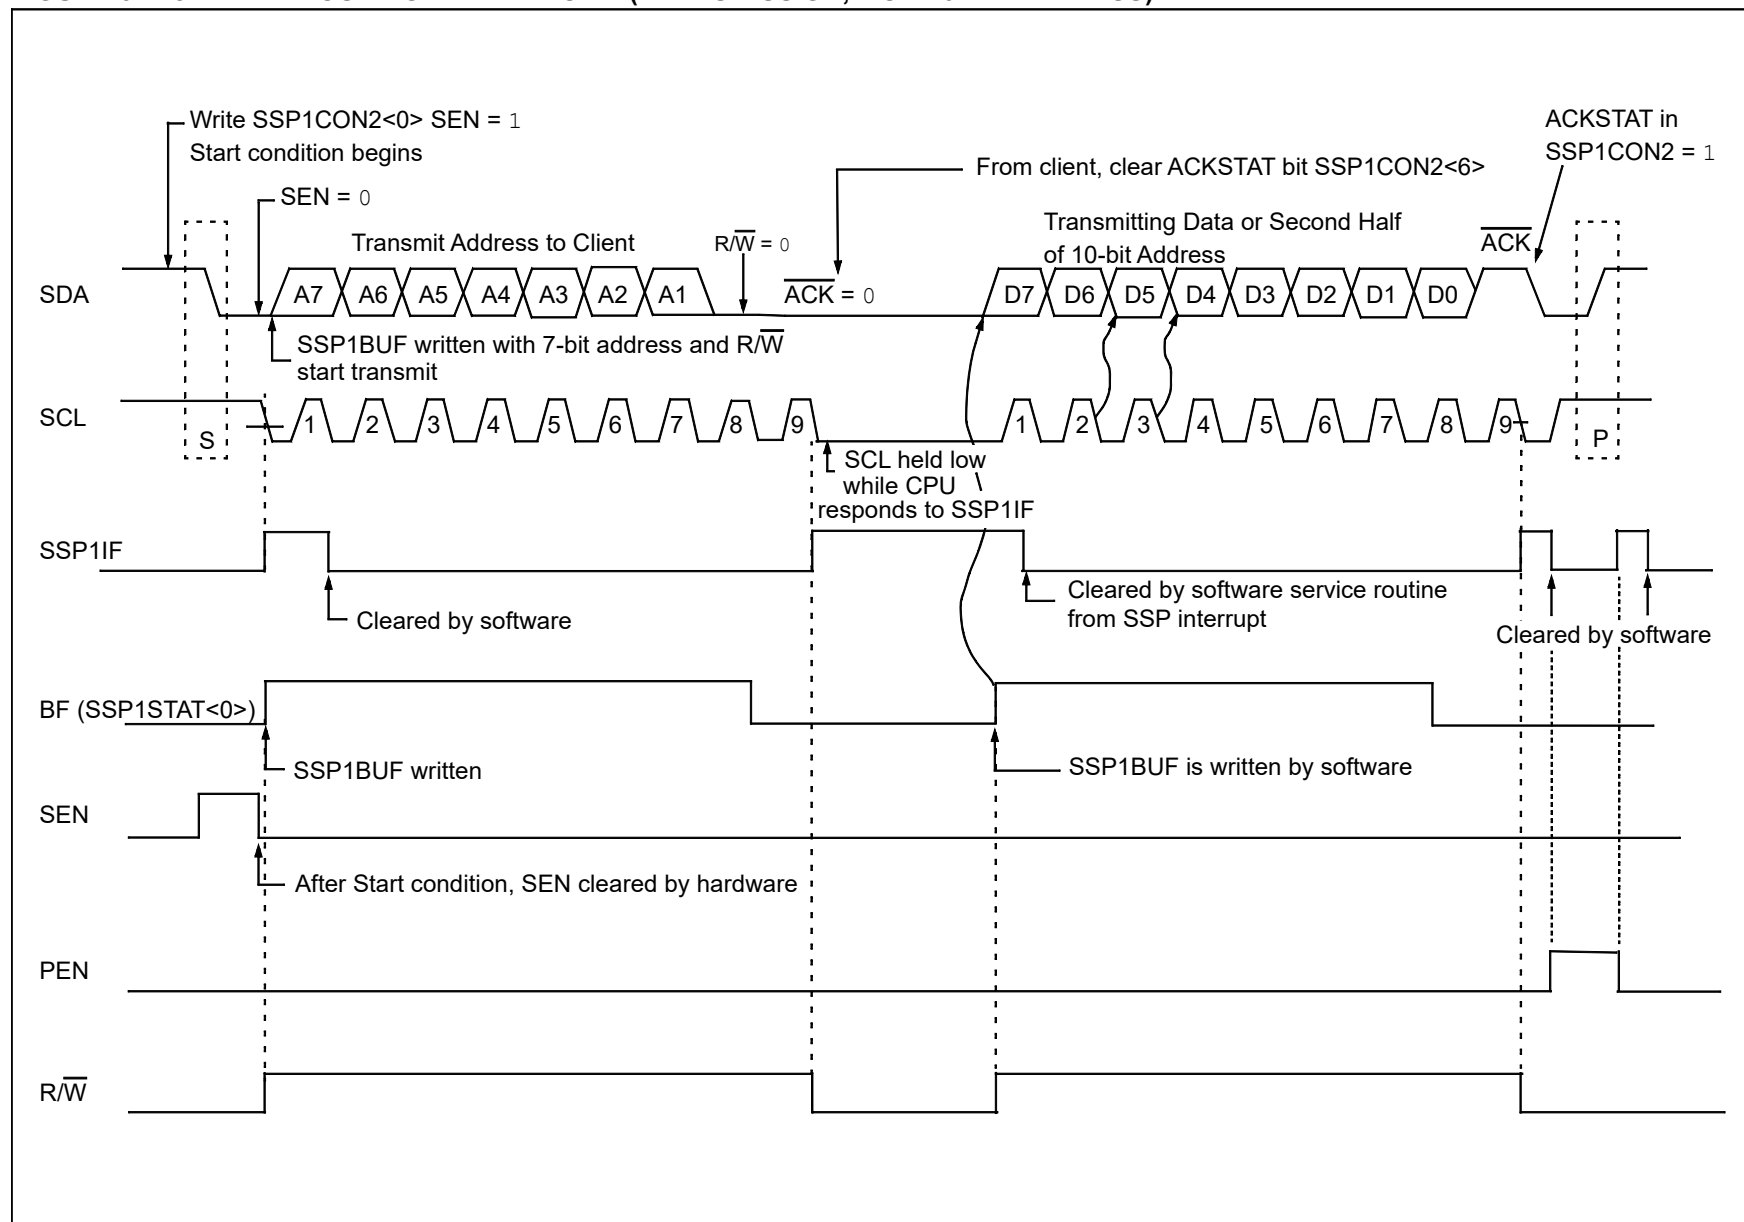 Write SSP1CON2<0> SEN = 1
Start condition begins
SEN = 0
From client, clear ACKSTAT bit SSP1CON2<6>
ACKSTAT in
SSP1CON2 = 1
Transmit Address to Client
R/W̅ = 0
Transmitting Data or Second Half
of 10-bit Address
A̅C̅K̅
SDA
A7 A6 A5 A4 A3 A2 A1
A̅C̅K̅ = 0
D7 D6 D5 D4 D3 D2 D1 D0
SSP1BUF written with 7-bit address and R/W̅
start transmit
SCL
S
1 2 3 4 5 6 7 8 9
1 2 3 4 5 6 7 8 9
P
SCL held low
while CPU
responds to SSP1IF
SSP1IF
Cleared by software
Cleared by software service routine
from SSP interrupt
Cleared by software
BF (SSP1STAT<0>)
SSP1BUF written
SSP1BUF is written by software
SEN
After Start condition, SEN cleared by hardware
PEN
R/W̅